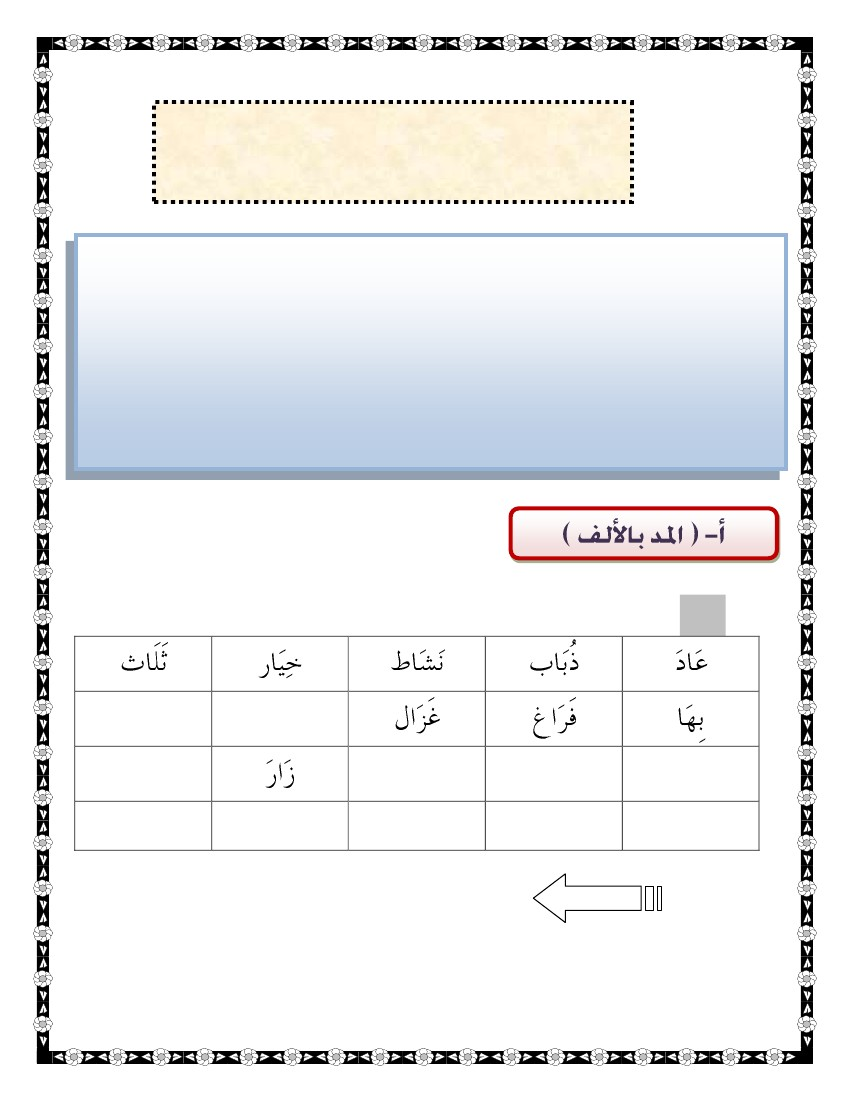 أ- ( المد بالألف )
عَادَ ذُبَاب نَشَاط خِيَار ثَلَاث
بِهَا فَرَاغ غَزَال
زَارَ